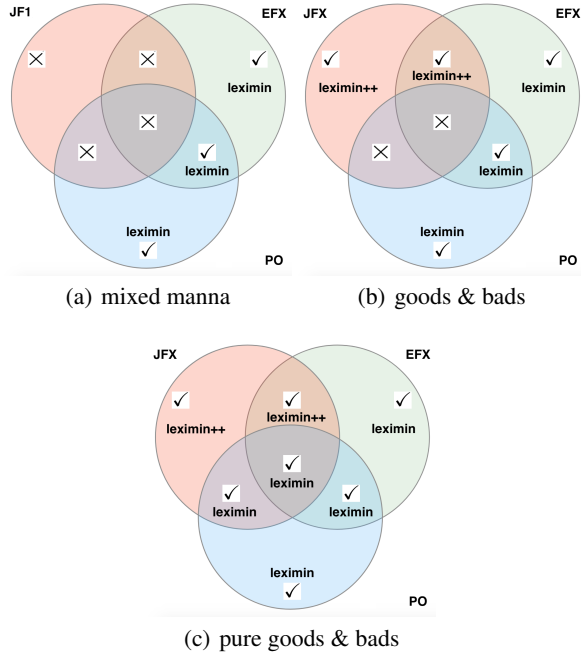 JF1 EFX JFX EFX
leximin++ leximin++ leximin
leximin
leximin leximin
leximin leximin
PO PO
(a) mixed manna (b) goods & bads
JFX EFX
leximin++
leximin++ leximin
leximin
leximin leximin
leximin
PO
(c) pure goods & bads